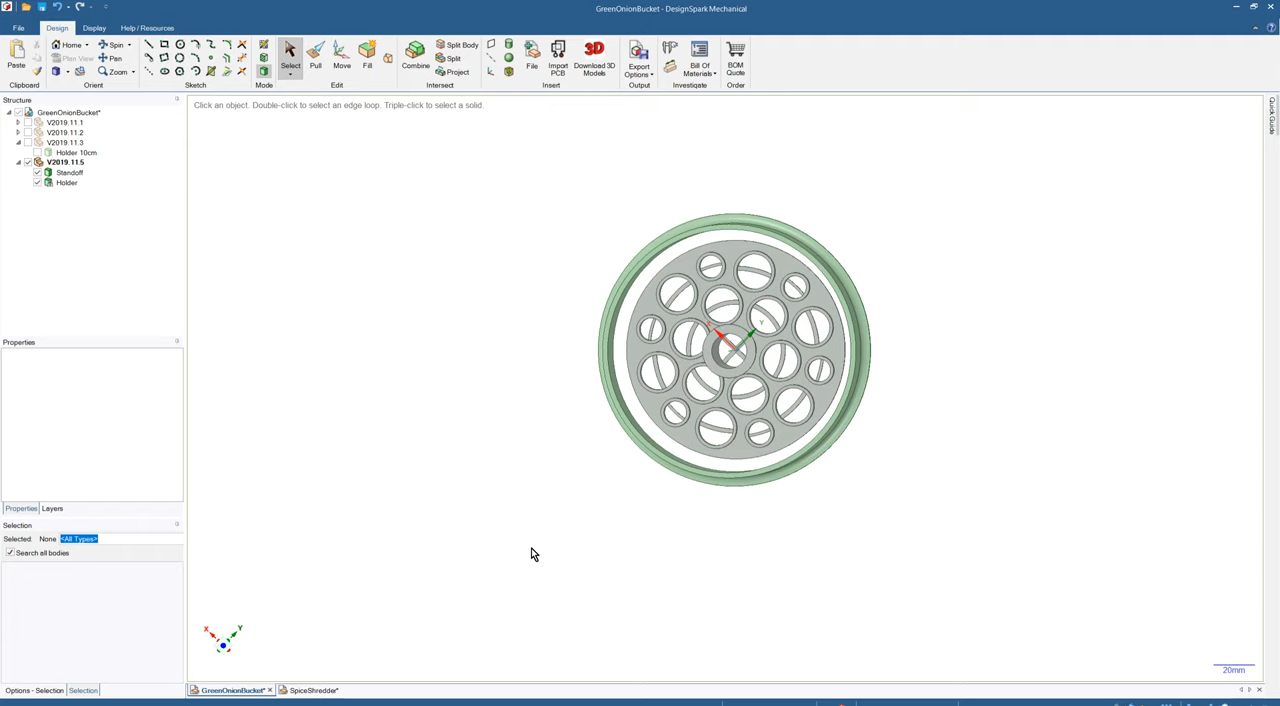 GreenOnionBucket - DesignSpark Mechanical
File Design Display Help / Resources
Paste
Clipboard
Home Spin
Plan View Pan
Zoom
Orient
Sketch
Mode
Select Pull Move Fill
Edit
Combine
Split Body
Split
Project
Intersect
File
Import PCB
3D
Download 3D Models
Insert
Export Options
Output
Bill Of Materials
Investigate
BOM Quote
Order
Structure
GreenOnionBucket*
V2019.11.1
V2019.11.2
V2019.11.3
Holder 10cm
V2019.11.5
Standoff
Holder
Click an object. Double-click to select an edge loop. Triple-click to select a solid.
Quick Guide
X Y
Properties
Properties Layers
Selection
Selected: None <All Types>
Search all bodies
X Y
20mm
Options - Selection Selection
GreenOnionBucket* SpiceShredder*